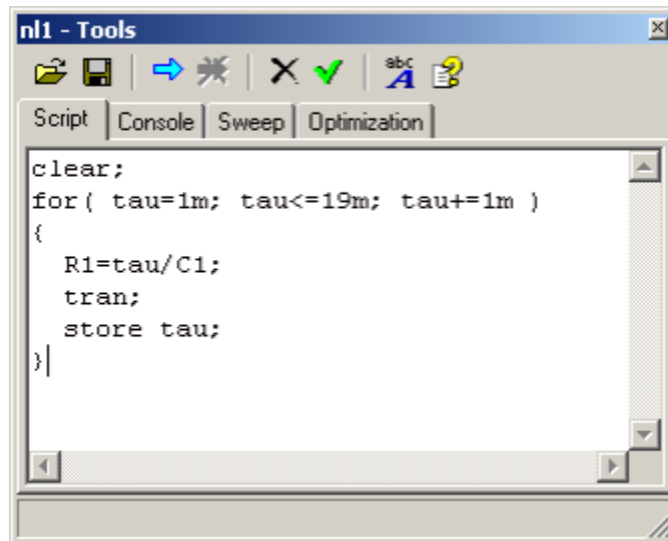 nl1 - Tools
abc
A
Script Console Sweep Optimization
clear;
for( tau=1m; tau<=19m; tau+=1m )
{
  R1=tau/C1;
  tran;
  store tau;
}